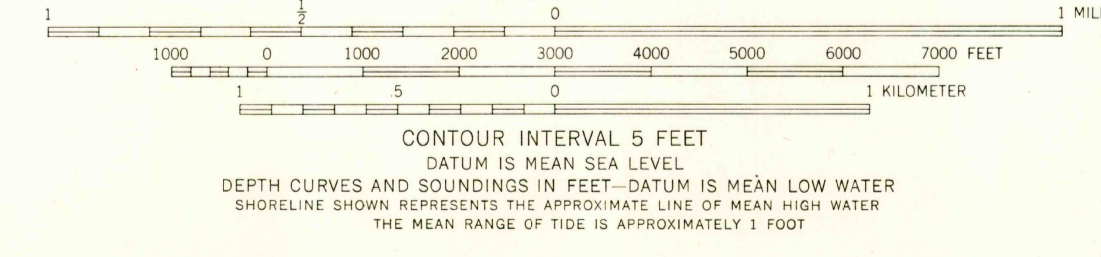 1 1/2 0 1 MIL
1000 0 1000 2000 3000 4000 5000 6000 7000 FEET
1 .5 0 1 KILOMETER
CONTOUR INTERVAL 5 FEET
DATUM IS MEAN SEA LEVEL
DEPTH CURVES AND SOUNDINGS IN FEET—DATUM IS MEAN LOW WATER
SHORELINE SHOWN REPRESENTS THE APPROXIMATE LINE OF MEAN HIGH WATER
THE MEAN RANGE OF TIDE IS APPROXIMATELY 1 FOOT